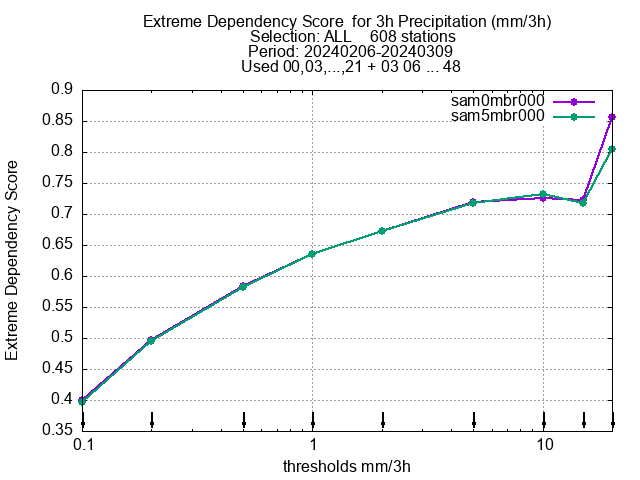 Extreme Dependency Score  for 3h Precipitation (mm/3h)
Selection: ALL    608 stations
Period: 20240206-20240309
Used 00,03,...,21 + 03 06 ... 48
sam0mbr000
sam5mbr000
0.9
0.85
0.8
0.75
0.7
0.65
0.6
0.55
0.5
0.45
0.4
0.35
Extreme Dependency Score
0.1 1 10
thresholds mm/3h